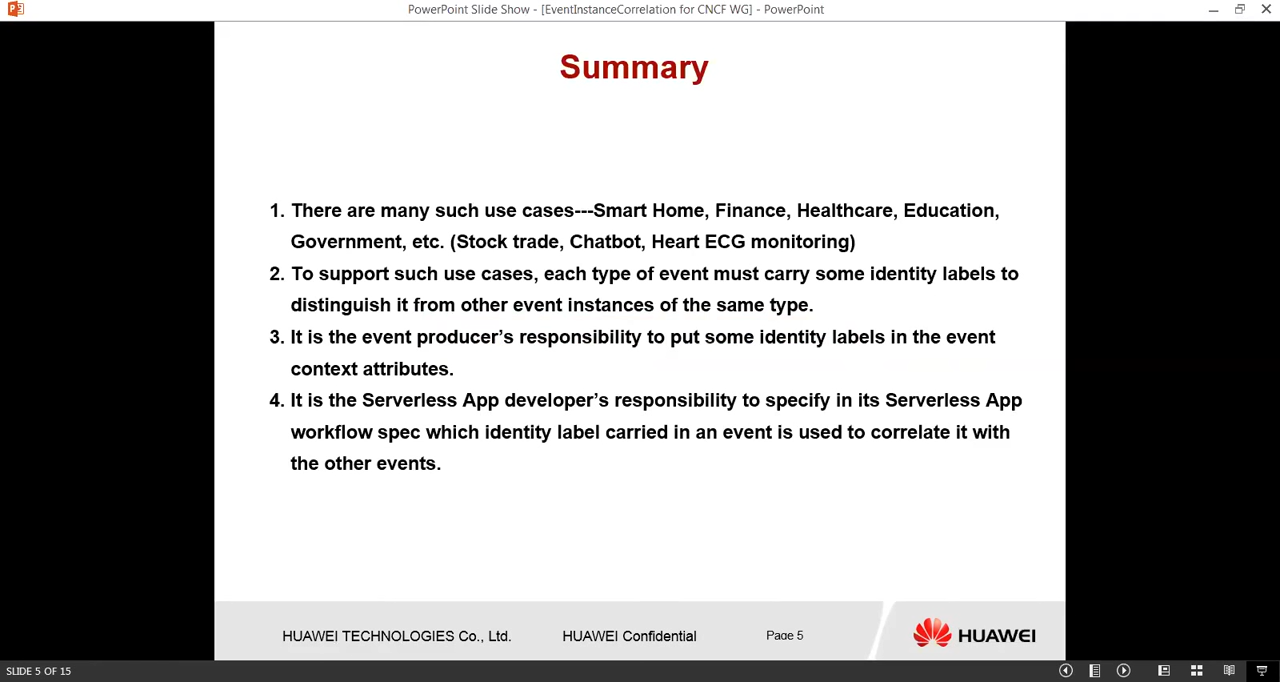 PowerPoint Slide Show - [EventInstanceCorrelation for CNCF WG] - PowerPoint
Summary
1. There are many such use cases---Smart Home, Finance, Healthcare, Education,
Government, etc. (Stock trade, Chatbot, Heart ECG monitoring)
2. To support such use cases, each type of event must carry some identity labels to
distinguish it from other event instances of the same type.
3. It is the event producer’s responsibility to put some identity labels in the event
context attributes.
4. It is the Serverless App developer’s responsibility to specify in its Serverless App
workflow spec which identity label carried in an event is used to correlate it with
the other events.
HUAWEI TECHNOLOGIES Co., Ltd. HUAWEI Confidential Page 5 HUAWEI
SLIDE 5 OF 15